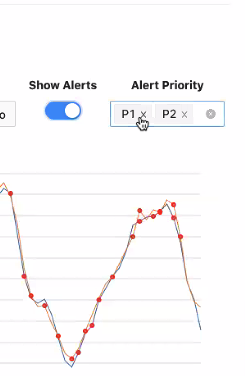 Show Alerts
Alert Priority
o
P1 x P2 x